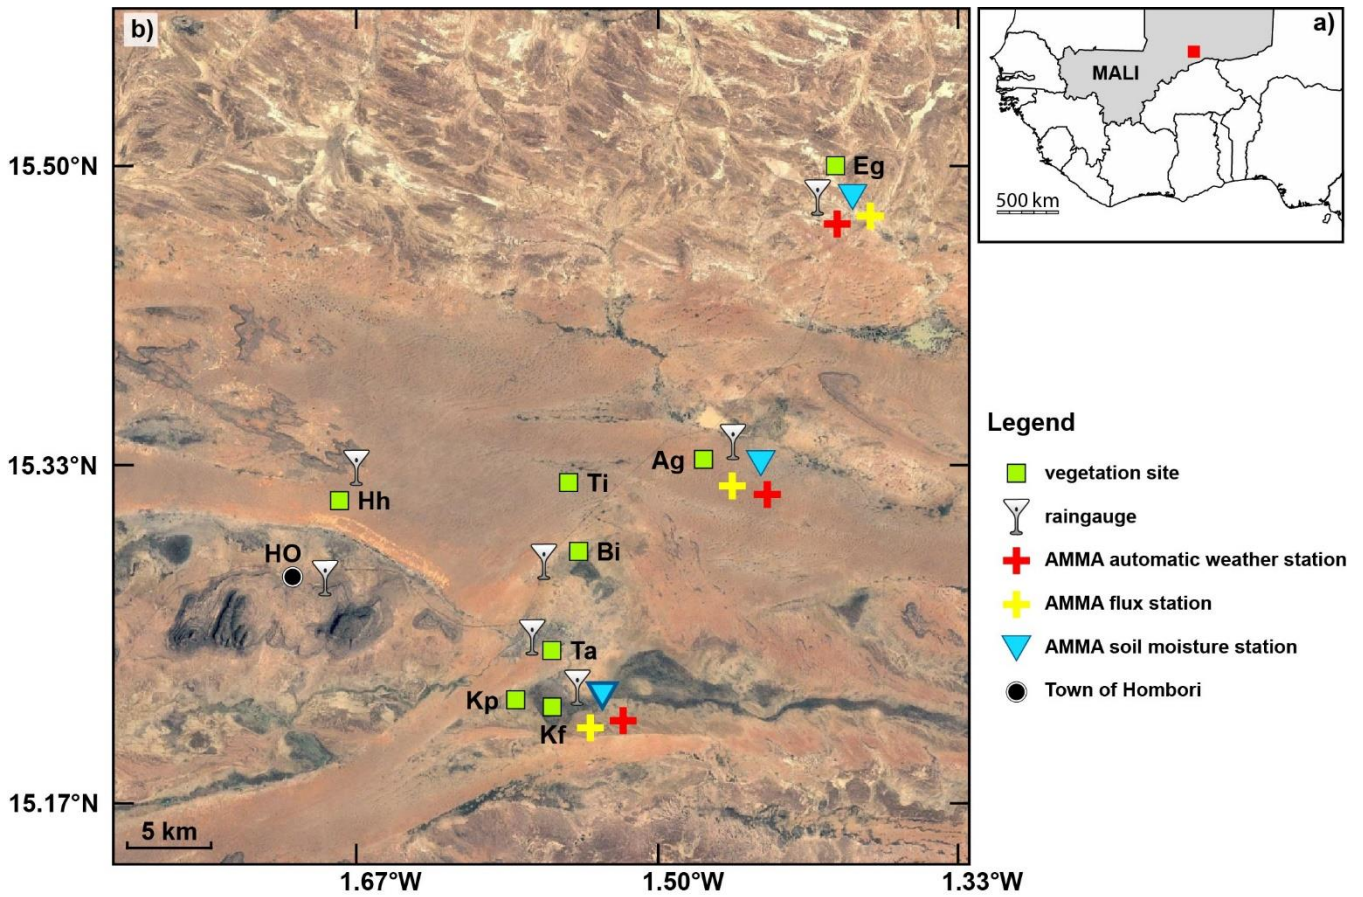 b)
a)
MALI
500 km
15.50°N
Eg
15.33°N
Ag
Ti
Hh
HO
Bi
Ta
Kp
Kf
15.17°N
5 km
1.67°W
1.50°W
1.33°W
Legend
vegetation site
raingauge
AMMA automatic weather station
AMMA flux station
AMMA soil moisture station
Town of Hombori